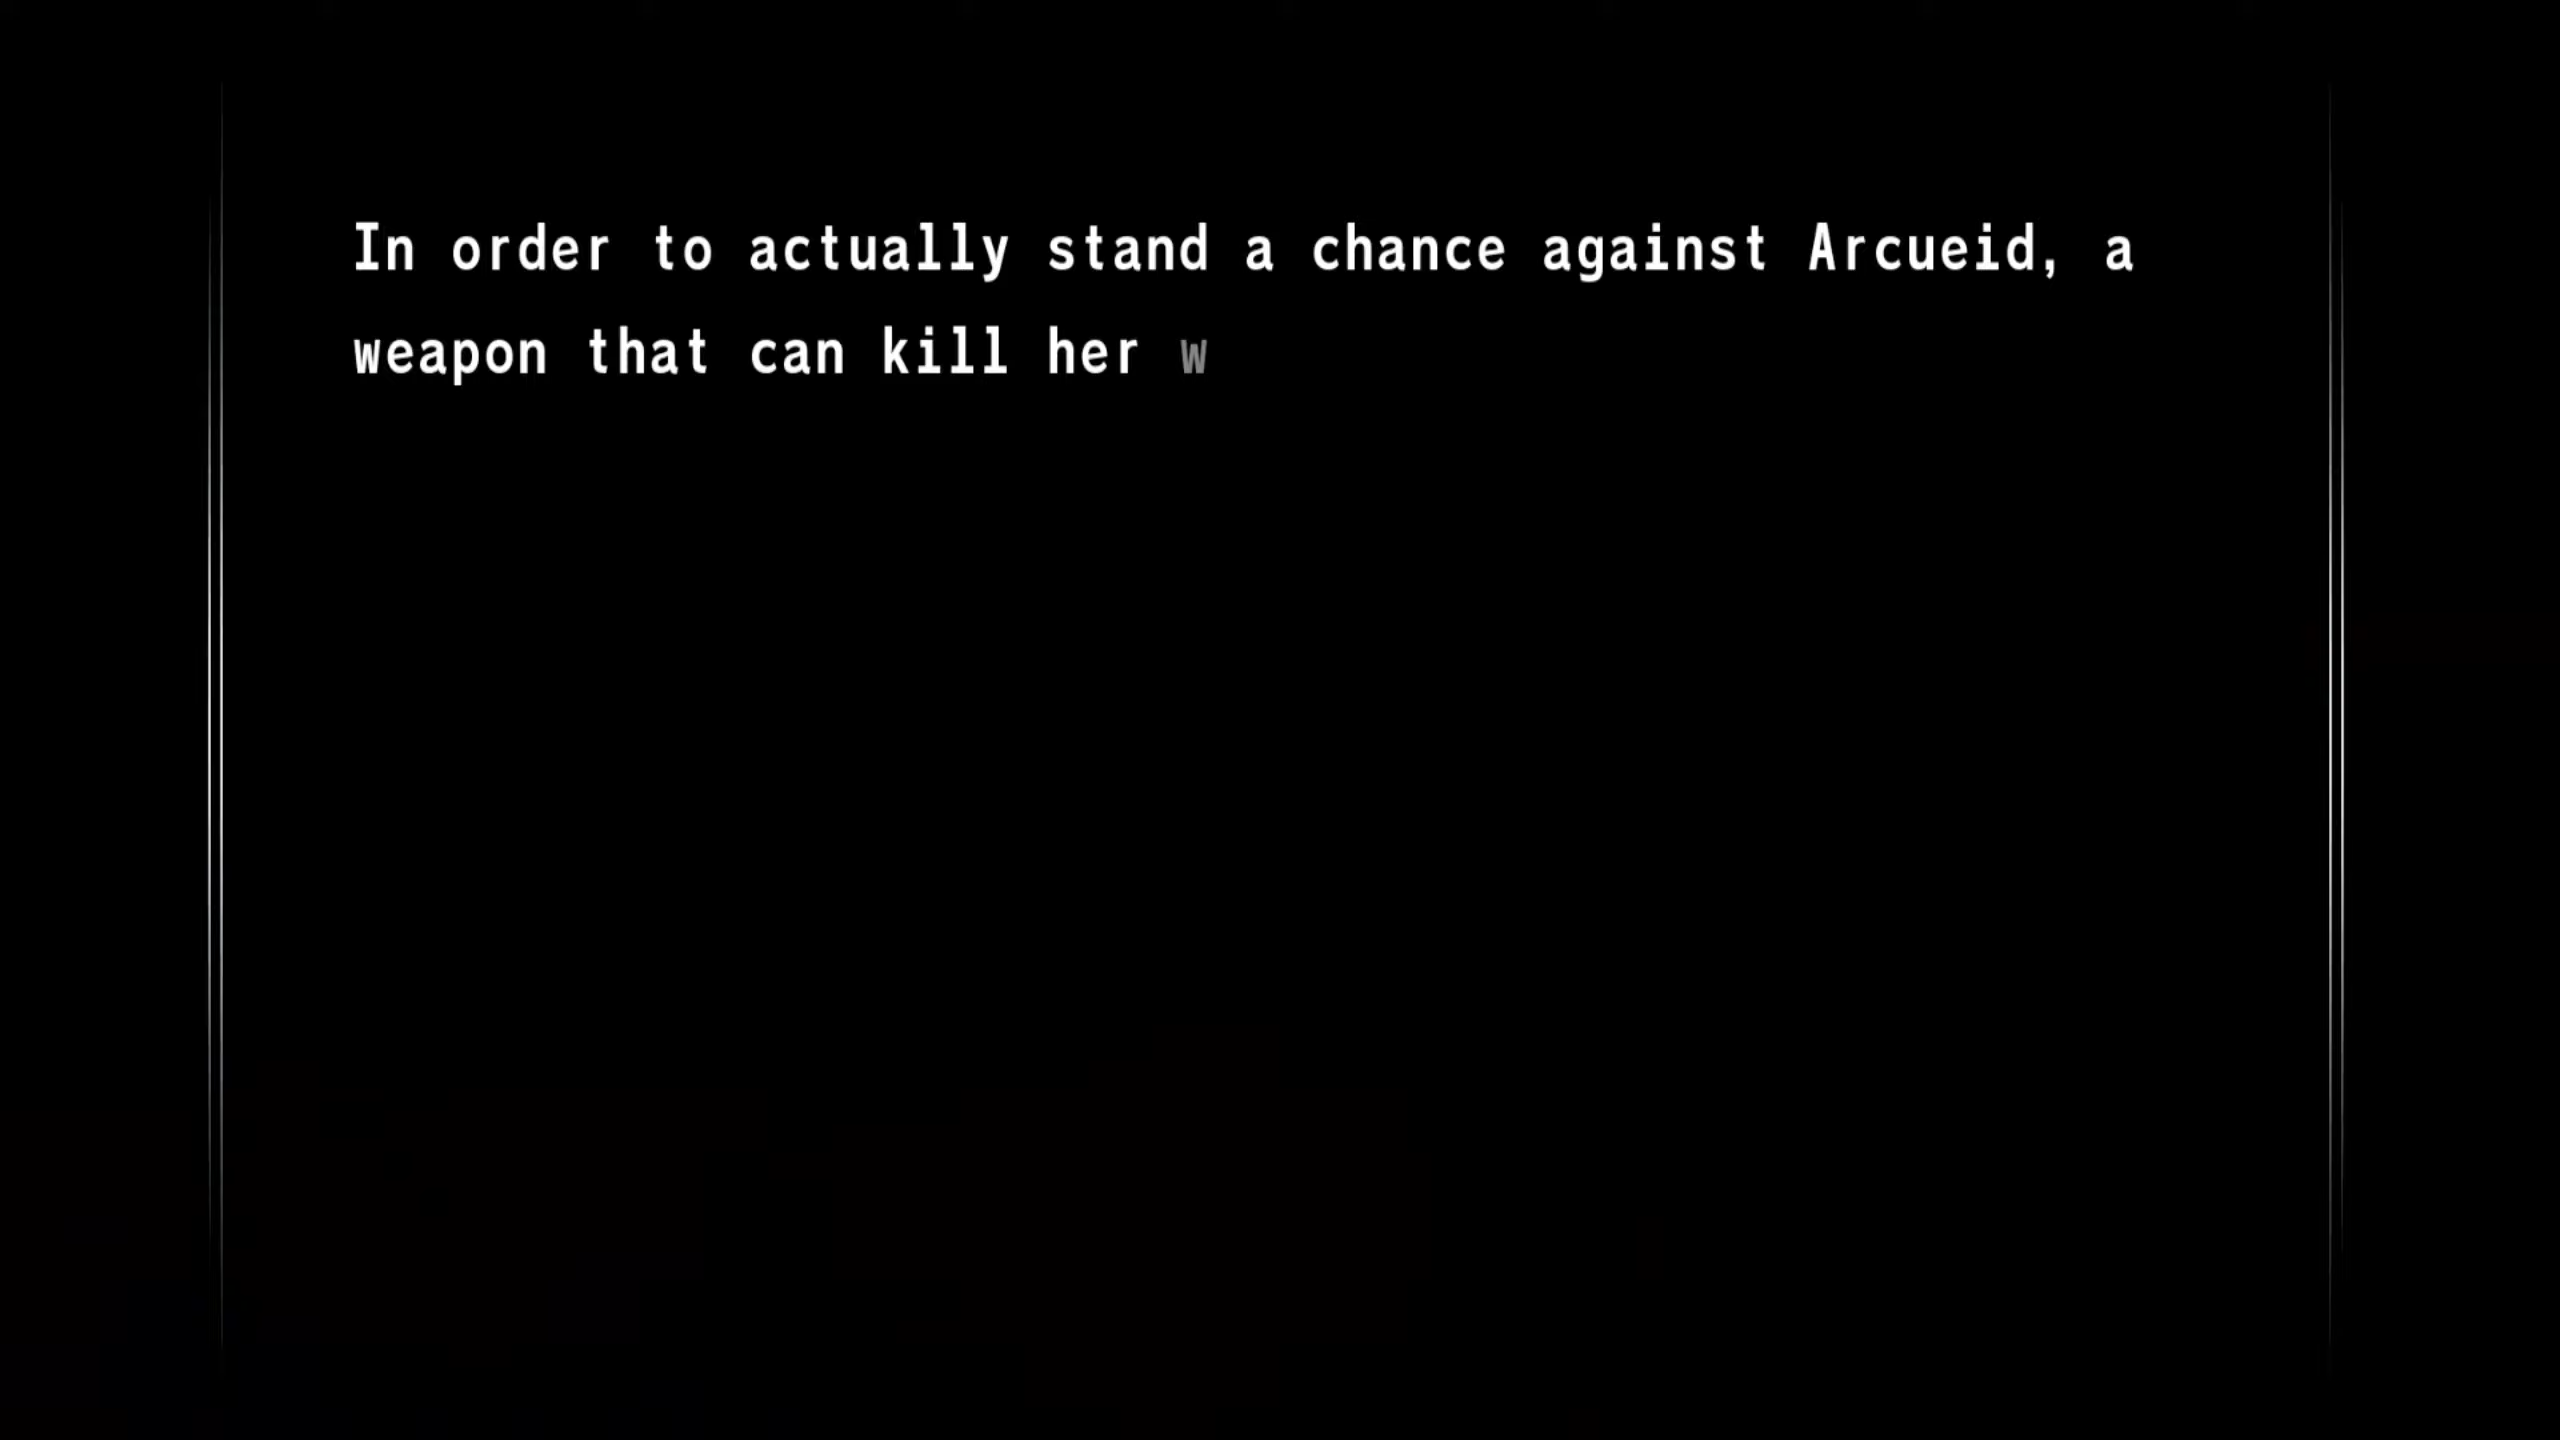 In order to actually stand a chance against Arcueid, a
weapon that can kill her w